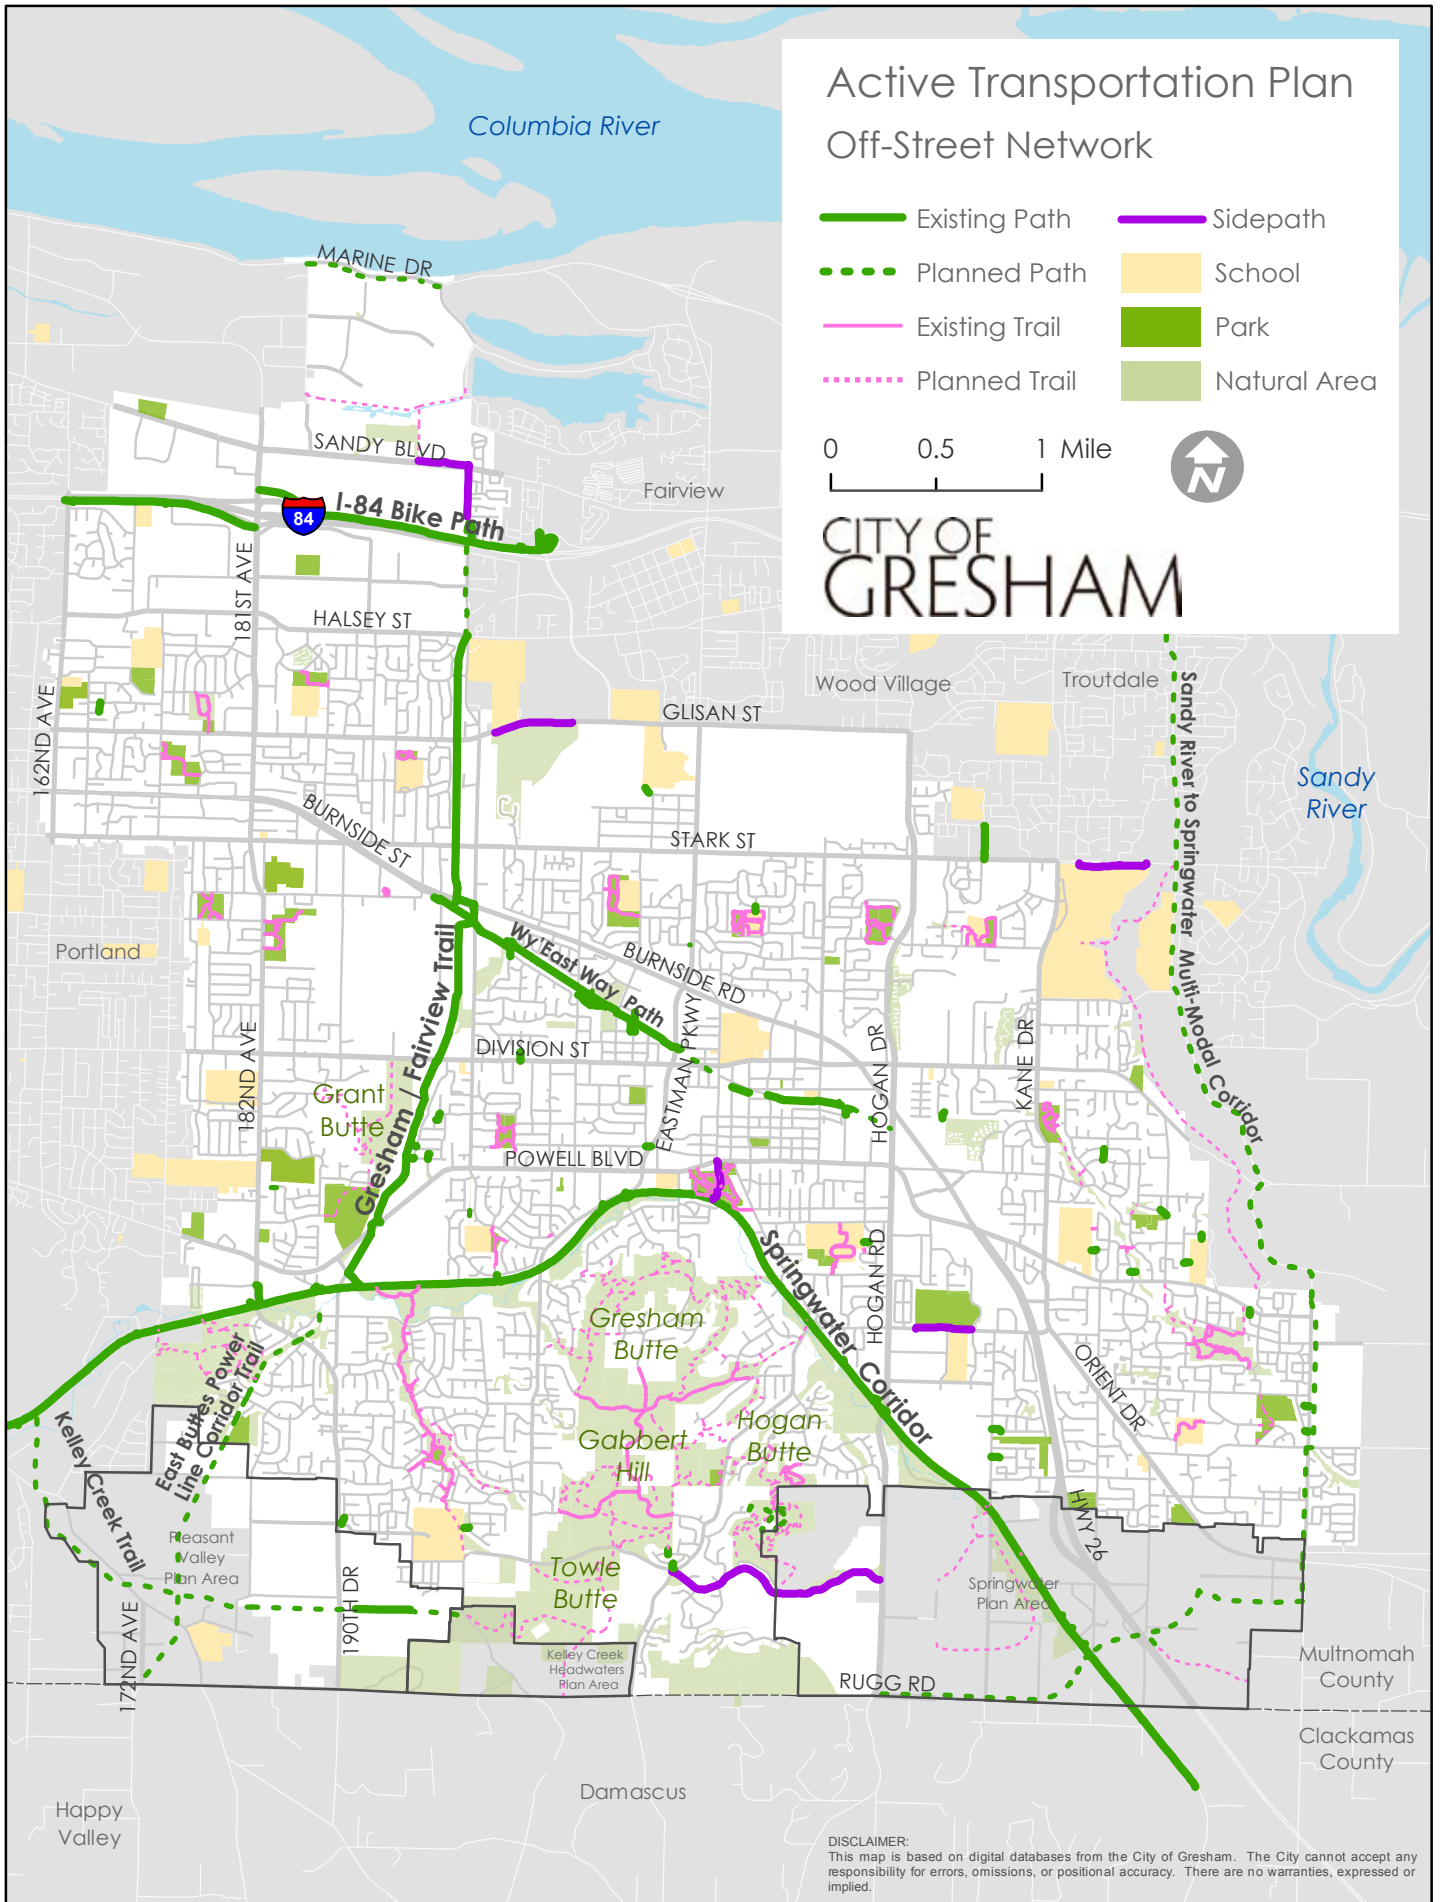 Active Transportation Plan
Off-Street Network
Existing Path
Sidepath
Planned Path
School
Existing Trail
Park
Planned Trail
Natural Area
0 0.5 1 Mile
N
CITY OF
GRESHAM
Columbia River
MARINE DR
SANDY BLVD
Fairview
I-84 Bike Path
84
181ST AVE
HALSEY ST
162ND AVE
Wood Village
Troutdale
GLISAN ST
Sandy River to Springwater Multi-Modal Corridor
Sandy
River
BURNSIDE ST
STARK ST
Portland
Gresham / Fairview Trail
Wy'East Way Path
BURNSIDE RD
EASTMAN PKWY
DIVISION ST
182ND AVE
HOGAN DR
KANE DR
Grant
Butte
POWELL BLVD
Springwater Corridor
HOGAN RD
Gresham
Butte
ORIENT DR
East Buttes Power
Line Corridor Trail
Kelley Creek Trail
Hogan
Butte
Gabbert
Hill
HWY 26
Pleasant
Valley
Plan Area
Towle
Butte
Springwater
Plan Area
190TH DR
172ND AVE
Kelley Creek
Headwaters
Plan Area
RUGG RD
Multnomah
County
Clackamas
County
Damascus
Happy
Valley
DISCLAIMER:
This map is based on digital databases from the City of Gresham. The City cannot accept any
responsibility for errors, omissions, or positional accuracy. There are no warranties, expressed or
implied.